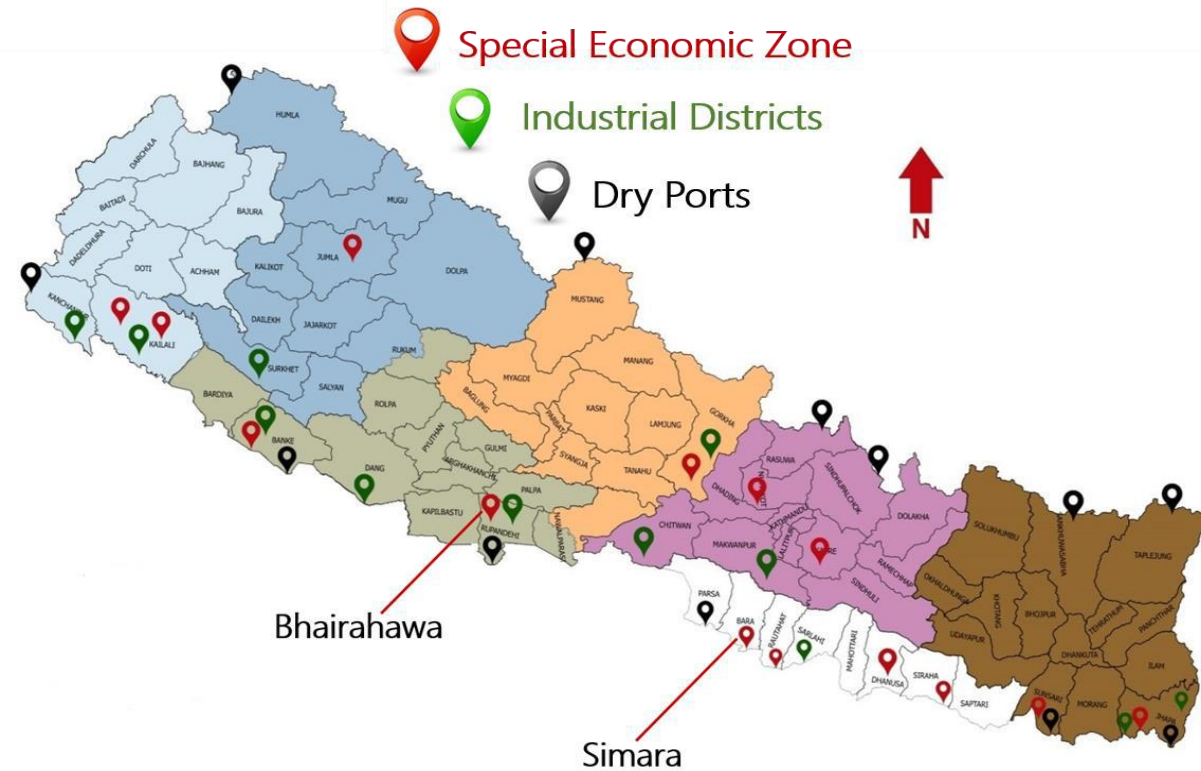 Special Economic Zone
Industrial Districts
Dry Ports
N
HUMLA
DARCHULA
BAJHANG
BAITADI
BAJURA
MUGU
DADELDHURA
DOTI
ACHHAM
KALIKOT
JUMLA
DOLPA
KAILALI
DAILEKH
JAJARKOT
RUKUM
SURKHET
SALYAN
MUSTANG
MANANG
MYAGDI
BAGLUNG
PARBAT
KASKI
LAMJUNG
GORKHA
SYANGJA
TANAHU
BARDIYA
BANKE
DANG
ROLPA
PYUTHAN
GULMI
ARGHAKHANCHI
PALPA
KAPILBASTU
RUPANDEHI
RASUWA
DHADING
SINDHUPALCHOK
KATHMANDU
DOLAKHA
CHITWAN
MAKWANPUR
RAMECHHAP
SINDHULI
SOLUKHUMBU
TAPLEJUNG
OKHALDHUNGA
KHOTANG
BHOJPUR
TEHRATHUM
PANCHTHAR
UDAYAPUR
DHANKUTA
ILAM
PARSA
BARA
RAUTAHAT
SARLAHI
MAHOTTARI
DHANUSA
SIRAHA
SAPTARI
SUNSARI
MORANG
JHAPA
Bhairahawa
Simara